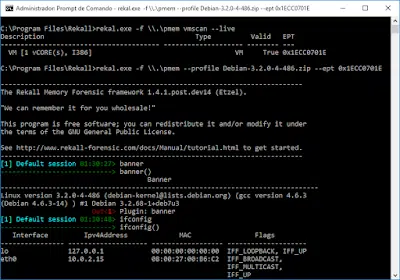 Administrador: Prompt de Comando - rekal.exe -f \\.\pmem --profile Debian-3.2.0-4-486.zip --ept 0x1ECC0701E
C:\Program Files\Rekall>rekal.exe -f \\.\pmem vmscan --live
Description Type Valid EPT
VM [1 vCORE(s), I386] VM True 0x1ECC0701E
C:\Program Files\Rekall>rekal.exe -f \\.\pmem --profile Debian-3.2.0-4-486.zip --ept 0x1ECC0701E
The Rekall Memory Forensic framework 1.4.1.post.dev14 (Etzel).
"We can remember it for you wholesale!"
This program is free software; you can redistribute it and/or modify it under
the terms of the GNU General Public License.
See http://www.rekall-forensic.com/docs/Manual/tutorial.html to get started.
[1] Default session 01:30:27> banner
banner()
Banner
Linux version 3.2.0-4-486 (debian-kernel@lists.debian.org) (gcc version 4.6.3
(Debian 4.6.3-14) ) #1 Debian 3.2.68-1+deb7u3
Plugin: banner
[1] Default session 01:30:48> ifconfig
ifconfig()
Interface Ipv4Address MAC Flags
lo 127.0.0.1 00:00:00:00:00:00 IFF_LOOPBACK, IFF_UP
eth0 10.0.2.15 08:00:27:00:86:C2 IFF_BROADCAST,
IFF_MULTICAST,
IFF_UP